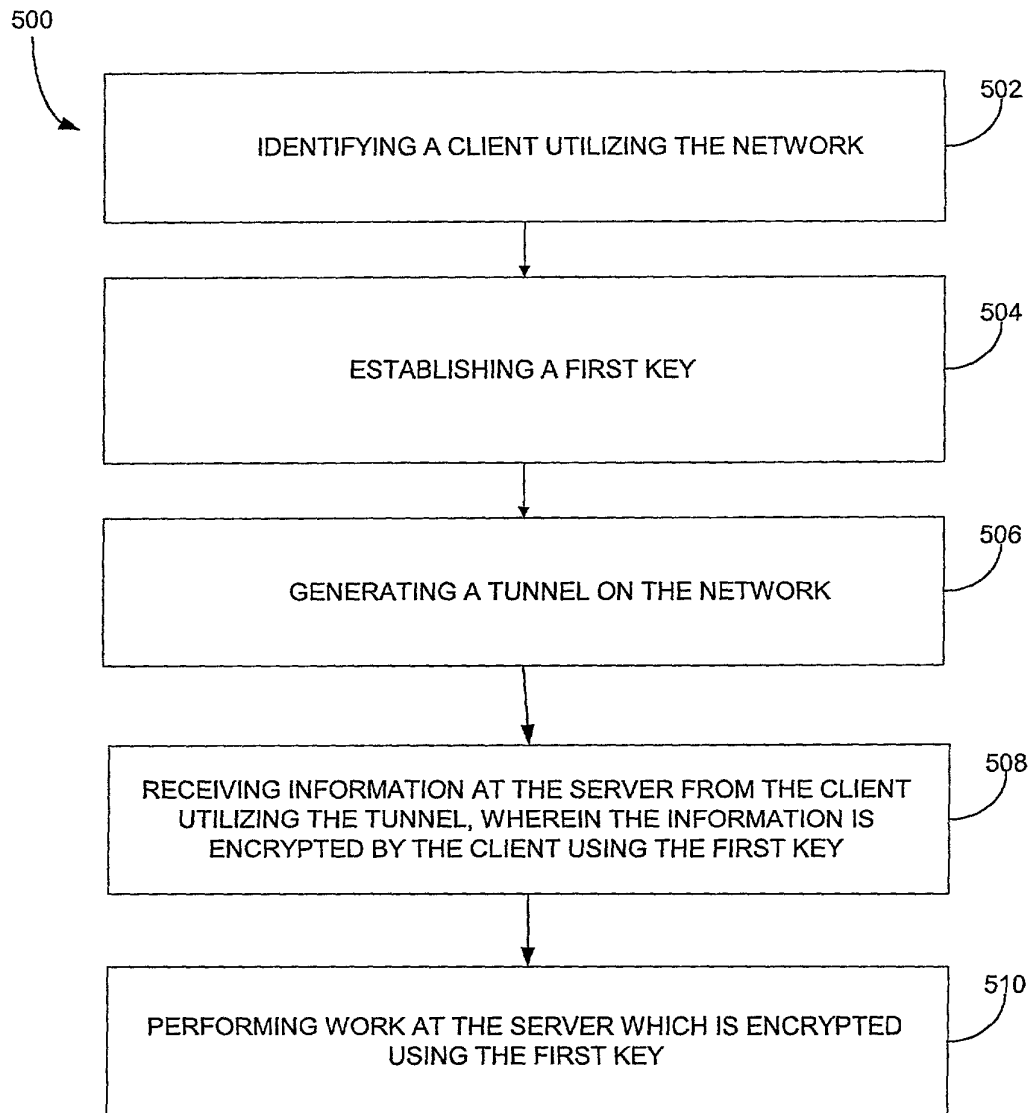 500
502
IDENTIFYING A CLIENT UTILIZING THE NETWORK
504
ESTABLISHING A FIRST KEY
506
GENERATING A TUNNEL ON THE NETWORK
508
RECEIVING INFORMATION AT THE SERVER FROM THE CLIENT
UTILIZING THE TUNNEL, WHEREIN THE INFORMATION IS
ENCRYPTED BY THE CLIENT USING THE FIRST KEY
510
PERFORMING WORK AT THE SERVER WHICH IS ENCRYPTED
USING THE FIRST KEY